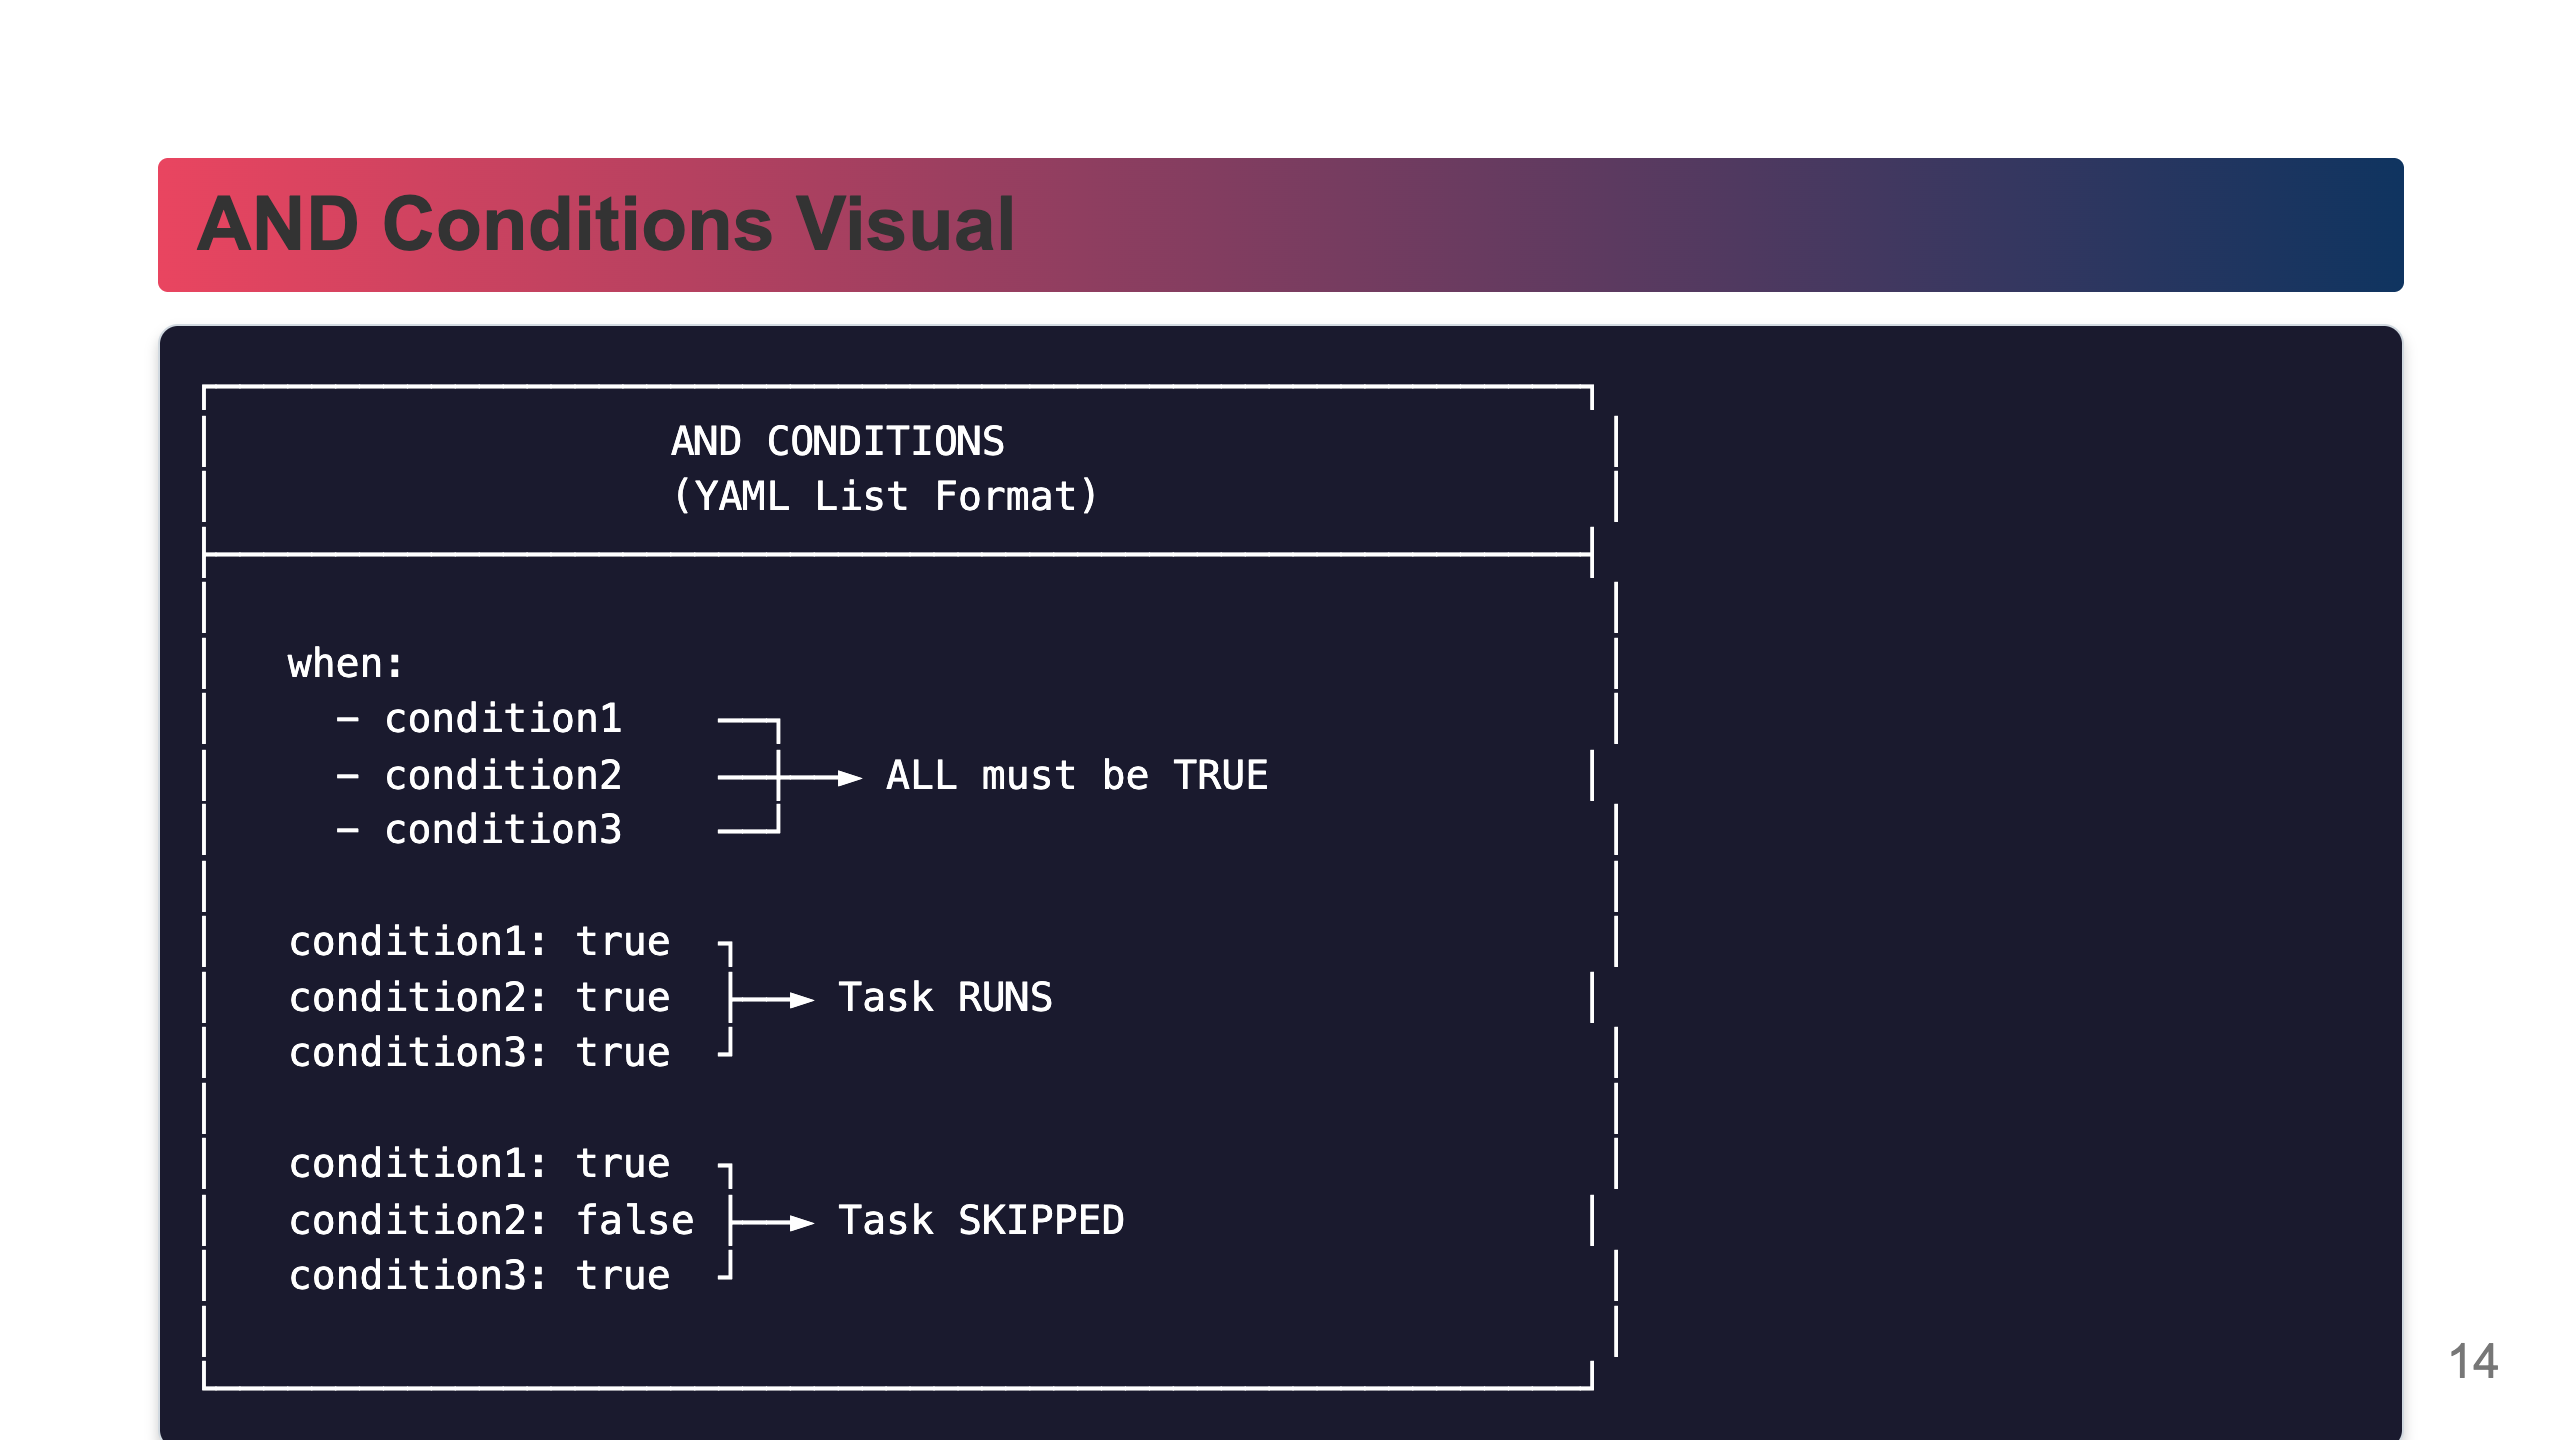 AND Conditions Visual
AND CONDITIONS
(YAML List Format)
when:
- condition1
- condition2 ALL must be TRUE
- condition3
condition1: true
condition2: true Task RUNS
condition3: true
condition1: true
condition2: false Task SKIPPED
condition3: true
14